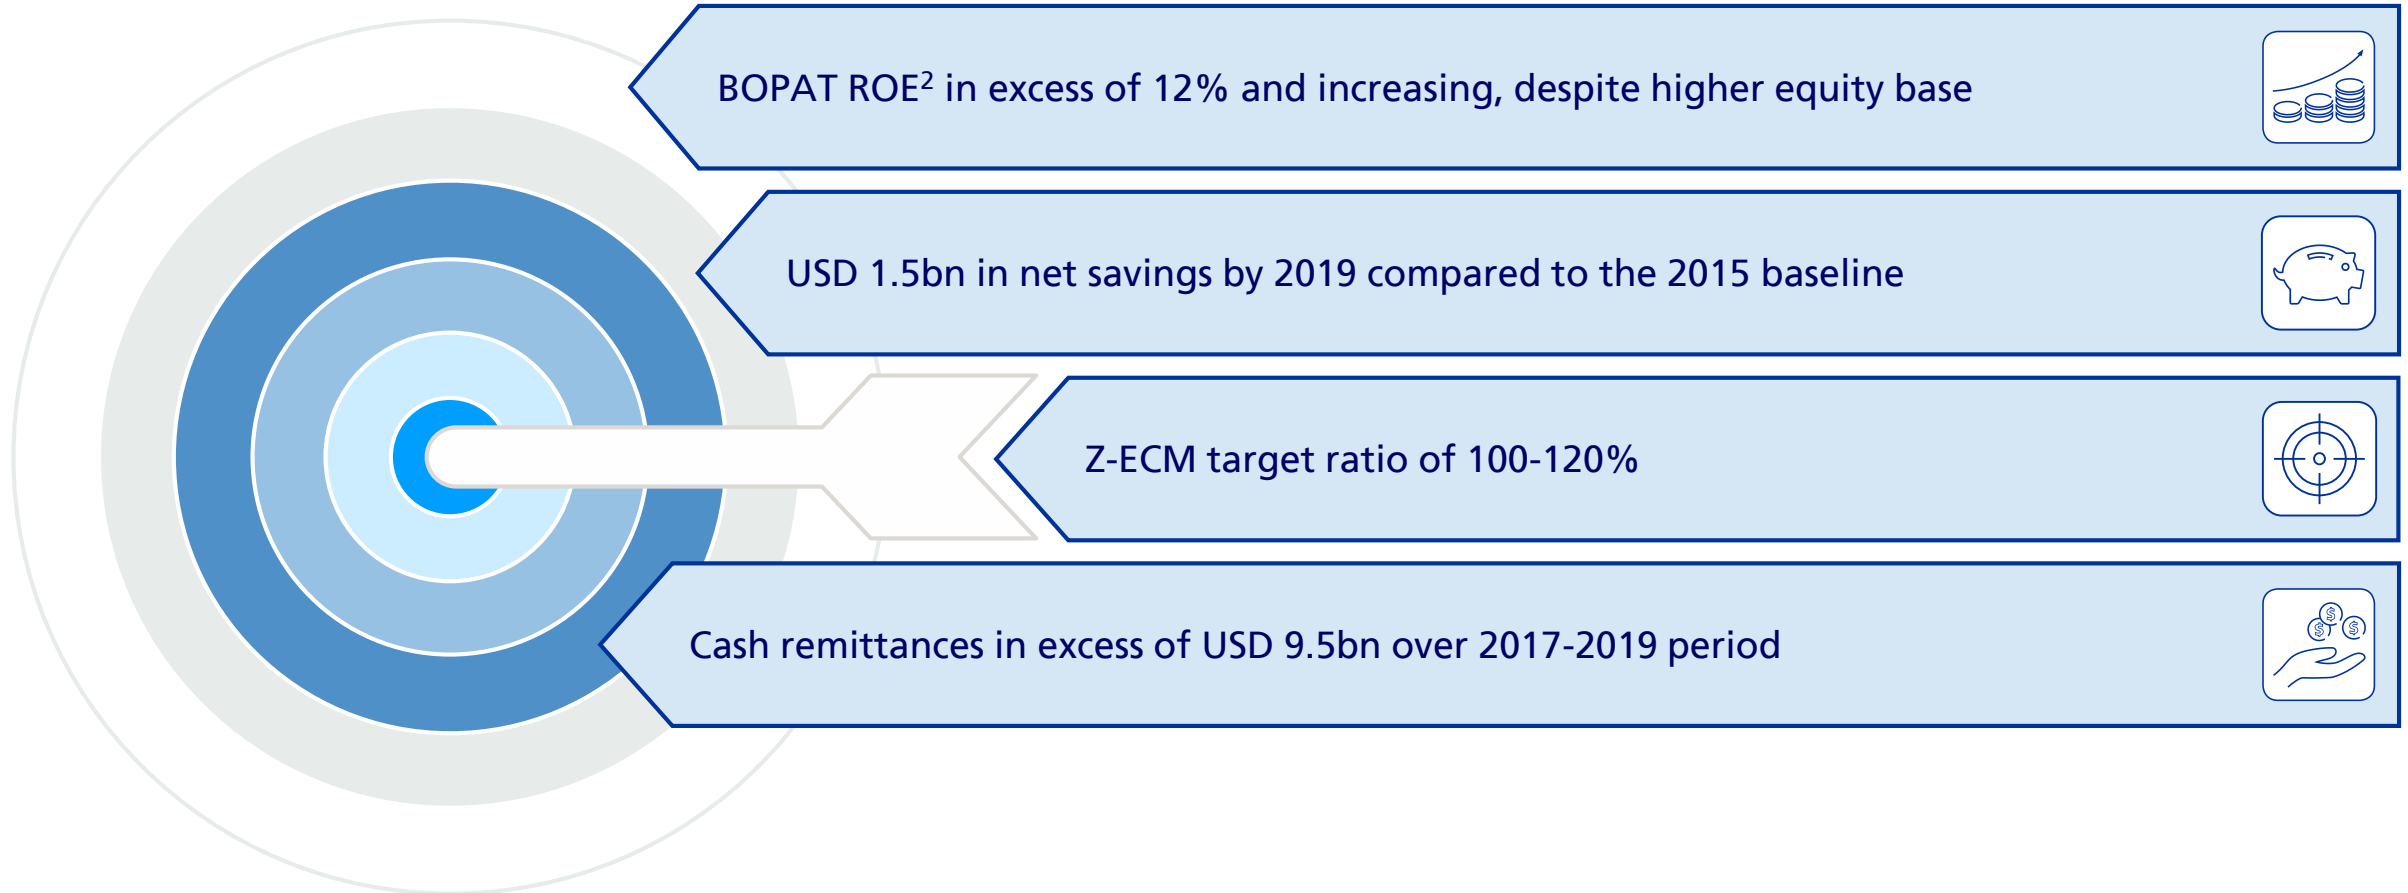 BOPAT ROE² in excess of 12% and increasing, despite higher equity base
USD 1.5bn in net savings by 2019 compared to the 2015 baseline
Z-ECM target ratio of 100-120%
$ $ $
Cash remittances in excess of USD 9.5bn over 2017-2019 period